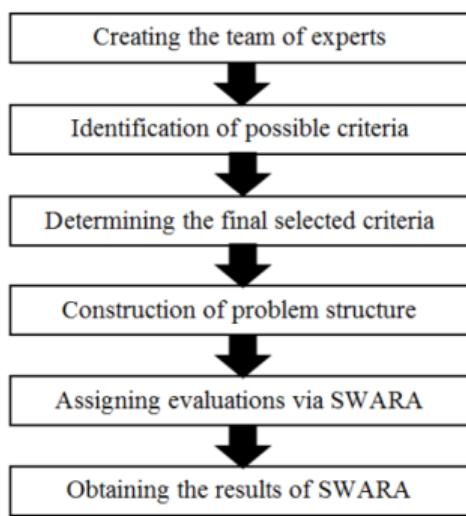 Creating the team of experts
Identification of possible criteria
Determining the final selected criteria
Construction of problem structure
Assigning evaluations via SWARA
Obtaining the results of SWARA